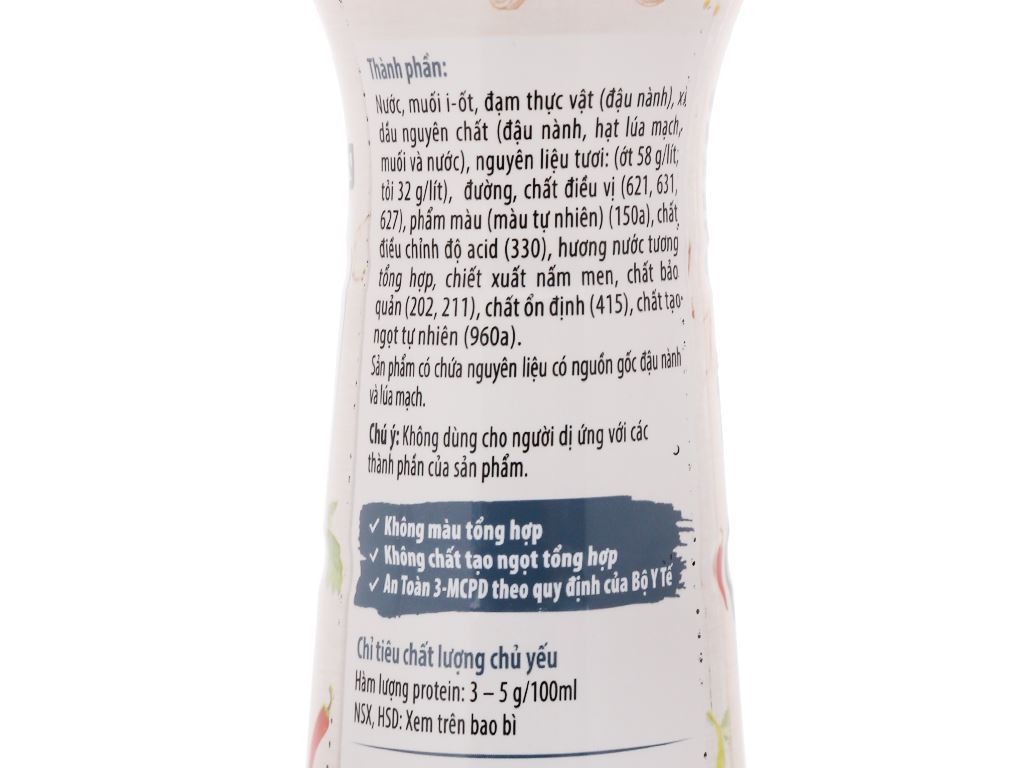 Thành phần:
Nước, muối i-ốt, đạm thực vật (đậu nành),
dầu nguyên chất (đậu nành, hạt lúa mạch,
muối và nước), nguyên liệu tươi: (ớt 58 g/lít;
tỏi 32 g/lít), đường, chất điều vị (621, 631,
627), phẩm màu (màu tự nhiên) (150a), chất
điều chỉnh độ acid (330), hương nước tương
tổng hợp, chiết xuất nấm men, chất bảo
quản (202, 211), chất ổn định (415), chất tạo
ngọt tự nhiên (960a).
Sản phẩm có chứa nguyên liệu có nguồn gốc đậu nành
và lúa mạch.
Chú ý: Không dùng cho người dị ứng với các
thành phần của sản phẩm.
✓ Không màu tổng hợp
✓ Không chất tạo ngọt tổng hợp
✓ An Toàn 3-MCPD theo quy định của Bộ Y Tế
Chỉ tiêu chất lượng chủ yếu
Hàm lượng protein: 3 – 5 g/100ml
NSX, HSD: Xem trên bao bì